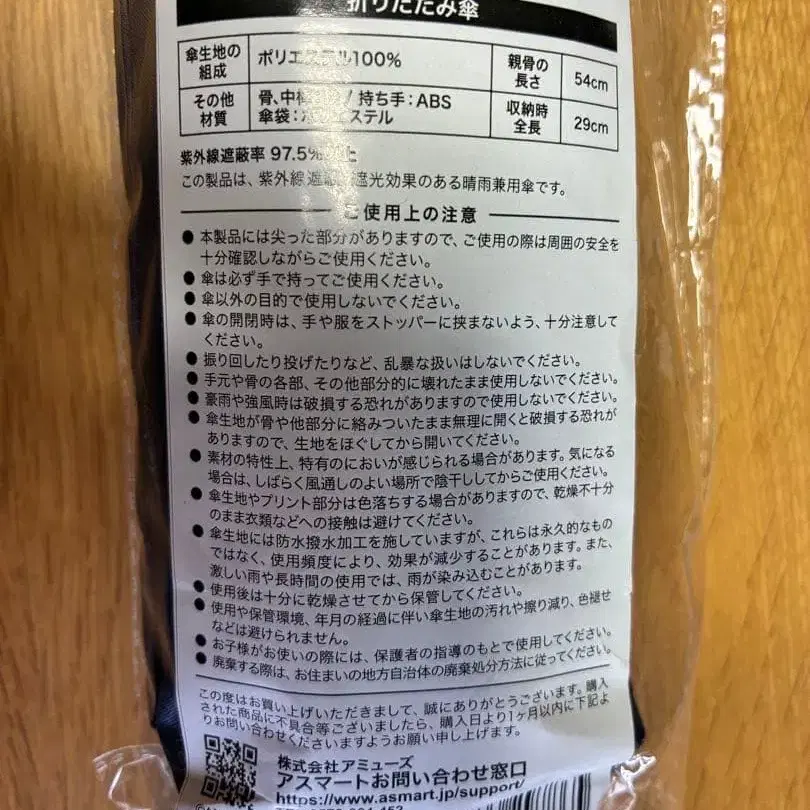 折りたたみ傘
傘生地の組成 ポリエステル100% 親骨の長さ 54cm
その他材質 骨、中棒 / 持ち手:ABS 収納時全長 29cm
傘袋:ポリエステル
紫外線遮蔽率 97.5%以上
この製品は、紫外線遮蔽 遮光効果のある晴雨兼用傘です。
ご使用上の注意
●本製品には尖った部分がありますので、ご使用の際は周囲の安全を
十分確認しながらご使用ください。
●傘は必ず手で持ってご使用ください。
●傘以外の目的で使用しないでください。
●傘の開閉時は、手や服をストッパーに挟まないよう、十分注意して
ください。
●振り回したり投げたりなど、乱暴な扱いはしないでください。
●手元や骨の各部、その他部分的に壊れたまま使用しないでください。
●豪雨や強風時は破損する恐れがありますので使用しないでください。
●傘生地が骨や他部分に絡みついたまま無理に開くと破損する恐れが
ありますので、生地をほぐしてから開いてください。
●素材の特性上、特有のにおいが感じられる場合があります。気になる
場合は、しばらく風通しのよい場所で陰干ししてからご使用ください。
●傘生地やプリント部分は色落ちする場合がありますので、乾燥不十分
のまま衣類などへの接触は避けてください。
●傘生地には防水撥水加工を施していますが、これらは永久的なもの
ではなく、使用頻度により、効果が減少することがあります。また、
激しい雨や長時間の使用では、雨が染み込むことがあります。
●使用後は十分に乾燥させてから保管してください。
●使用や保管環境、年月の経過に伴い傘生地の汚れや擦り減り、色褪せ
などは避けられません。
●お子様がお使いの際には、保護者の指導のもとで使用してください。
●廃棄する際は、お住まいの地方自治体の廃棄処分方法に従ってください。
この度はお買い上げいただきまして、誠にありがとうございます。購入
された商品に不具合等ございましたら、購入日より1ヶ月以内に下記よ
りお問い合わせくださいますようお願い申し上げます。
株式会社アミューズ
アスマートお問い合わせ窓口
https://www.asmart.jp/support/